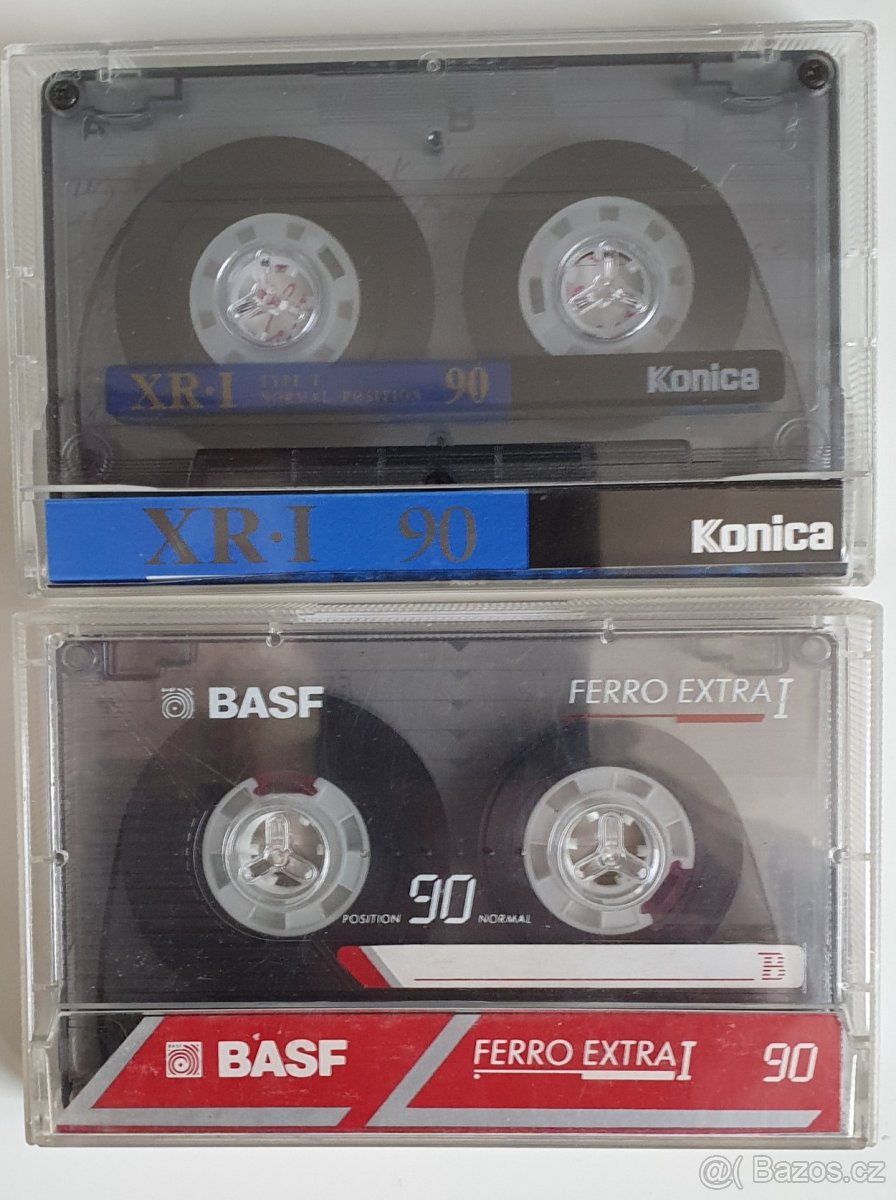 XR·I TYPE I NORMAL POSITION 90 Konica
XR·I 90 Konica
BASF FERRO EXTRA I
POSITION 90 NORMAL
B
BASF FERRO EXTRA I 90
@( Bazos.cz